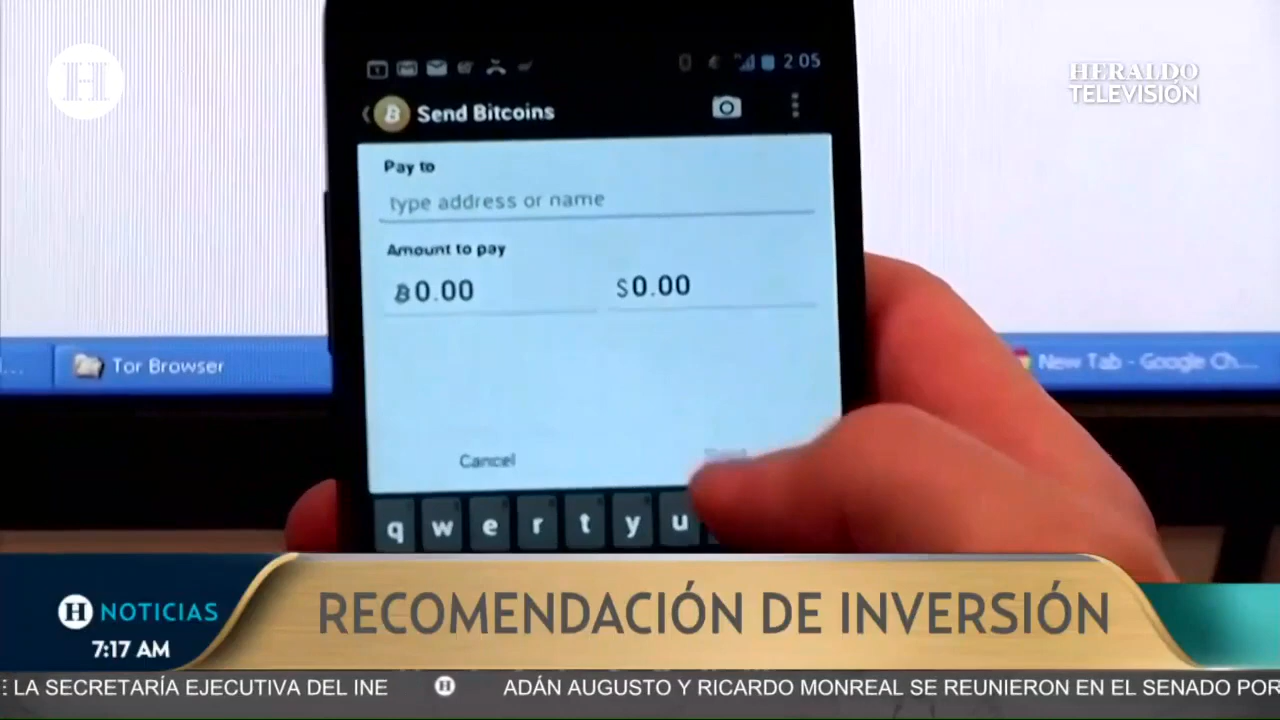 H
HERALDO
TELEVISIÓN
2:05
Send Bitcoins
Pay to
type address or name
Amount to pay
฿0.00 $0.00
Tor Browser
New Tab - Google Ch...
Cancel
q w e r t y u
H NOTICIAS
7:17 AM
RECOMENDACIÓN DE INVERSIÓN
LA SECRETARÍA EJECUTIVA DEL INE H ADÁN AUGUSTO Y RICARDO MONREAL SE REUNIERON EN EL SENADO POR